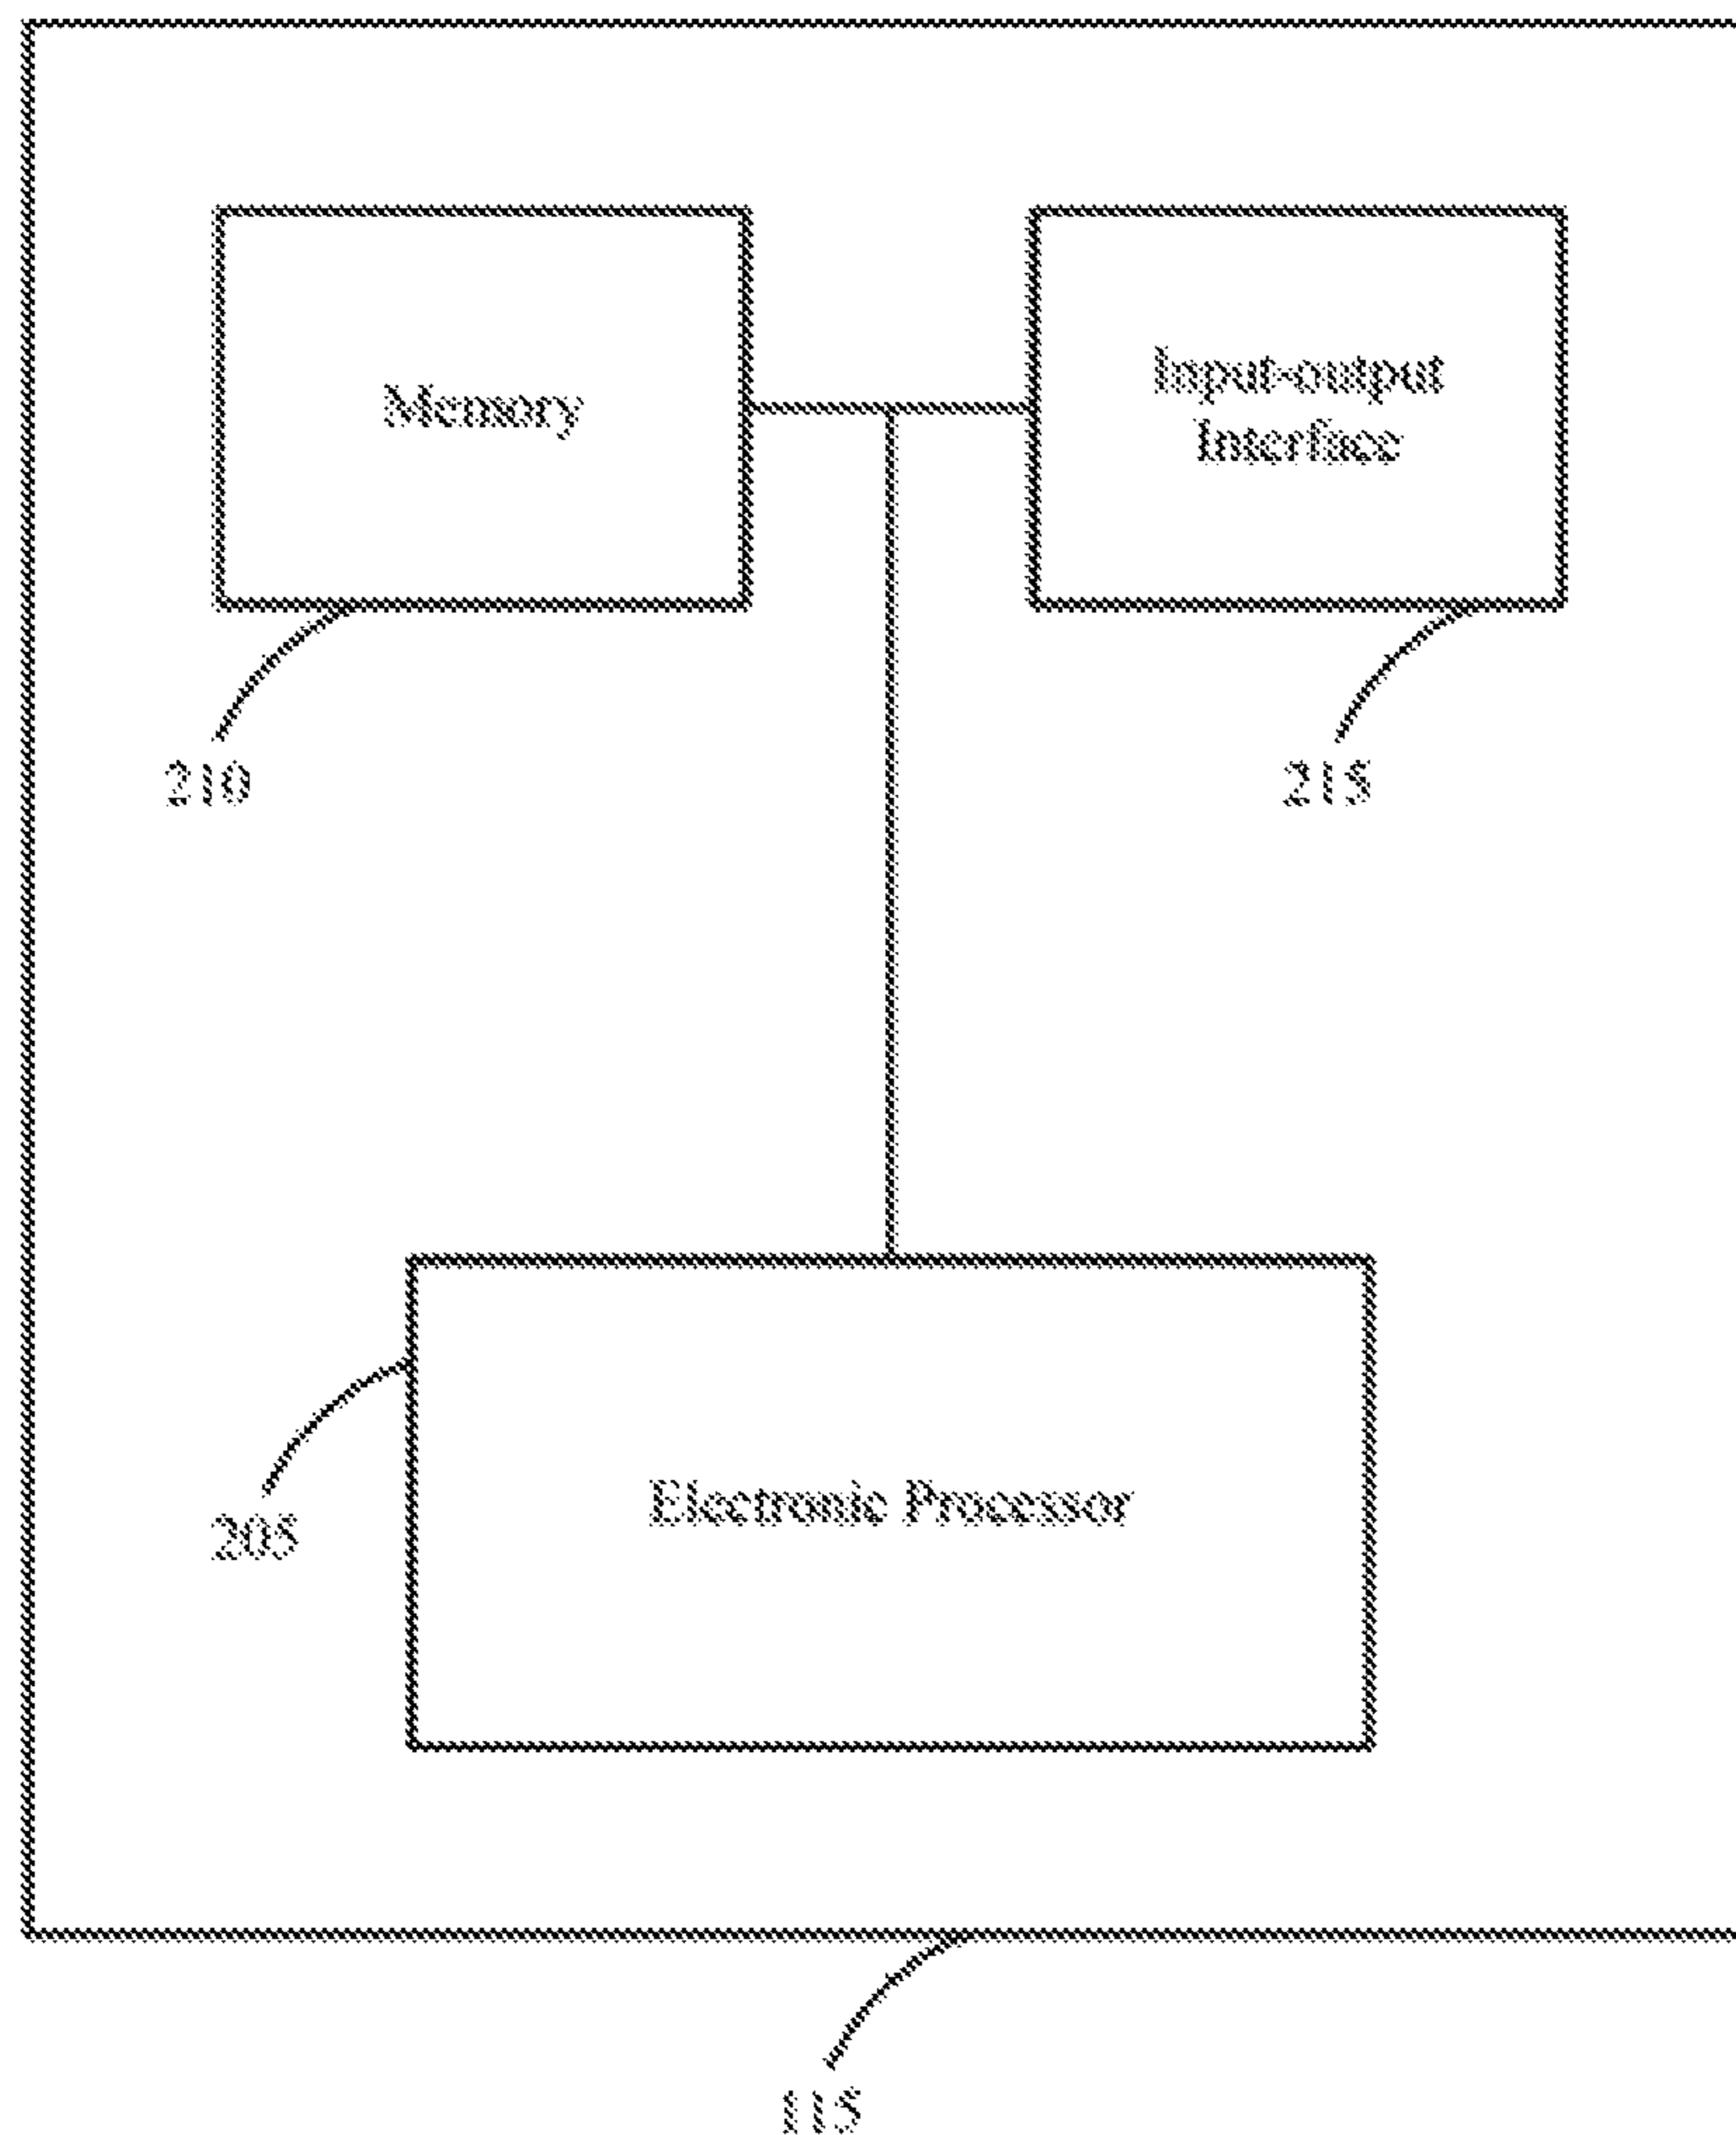 Memory
Input-output
Interface
210
215
Electronic Processor
205
115